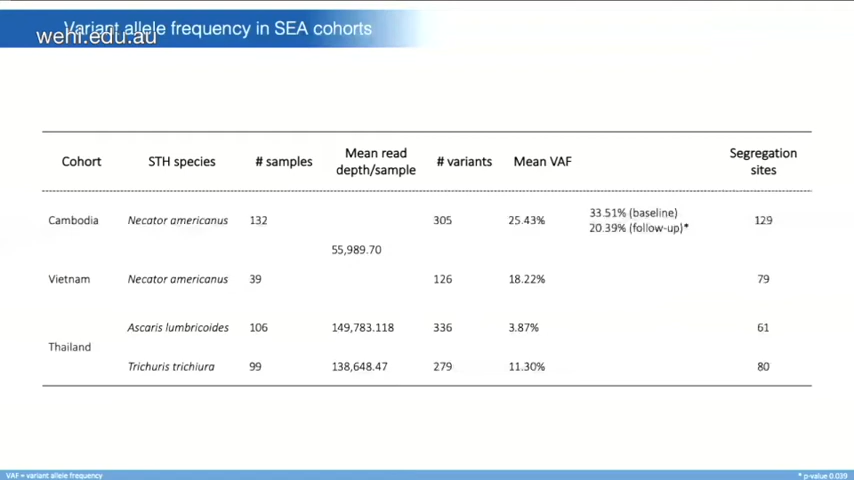 Variant allele frequency in SEA cohorts
wehi.edu.au
Cohort STH species # samples Mean read depth/sample # variants Mean VAF Segregation sites
Cambodia Necator americanus 132 305 25.43% 33.51% (baseline) 20.39% (follow-up)* 129
55,989.70
Vietnam Necator americanus 39 126 18.22% 79
Thailand
Ascaris lumbricoides 106 149,783.118 336 3.87% 61
Trichuris trichiura 99 138,648.47 279 11.30% 80
VAF = variant allele frequency
* p-value 0.039